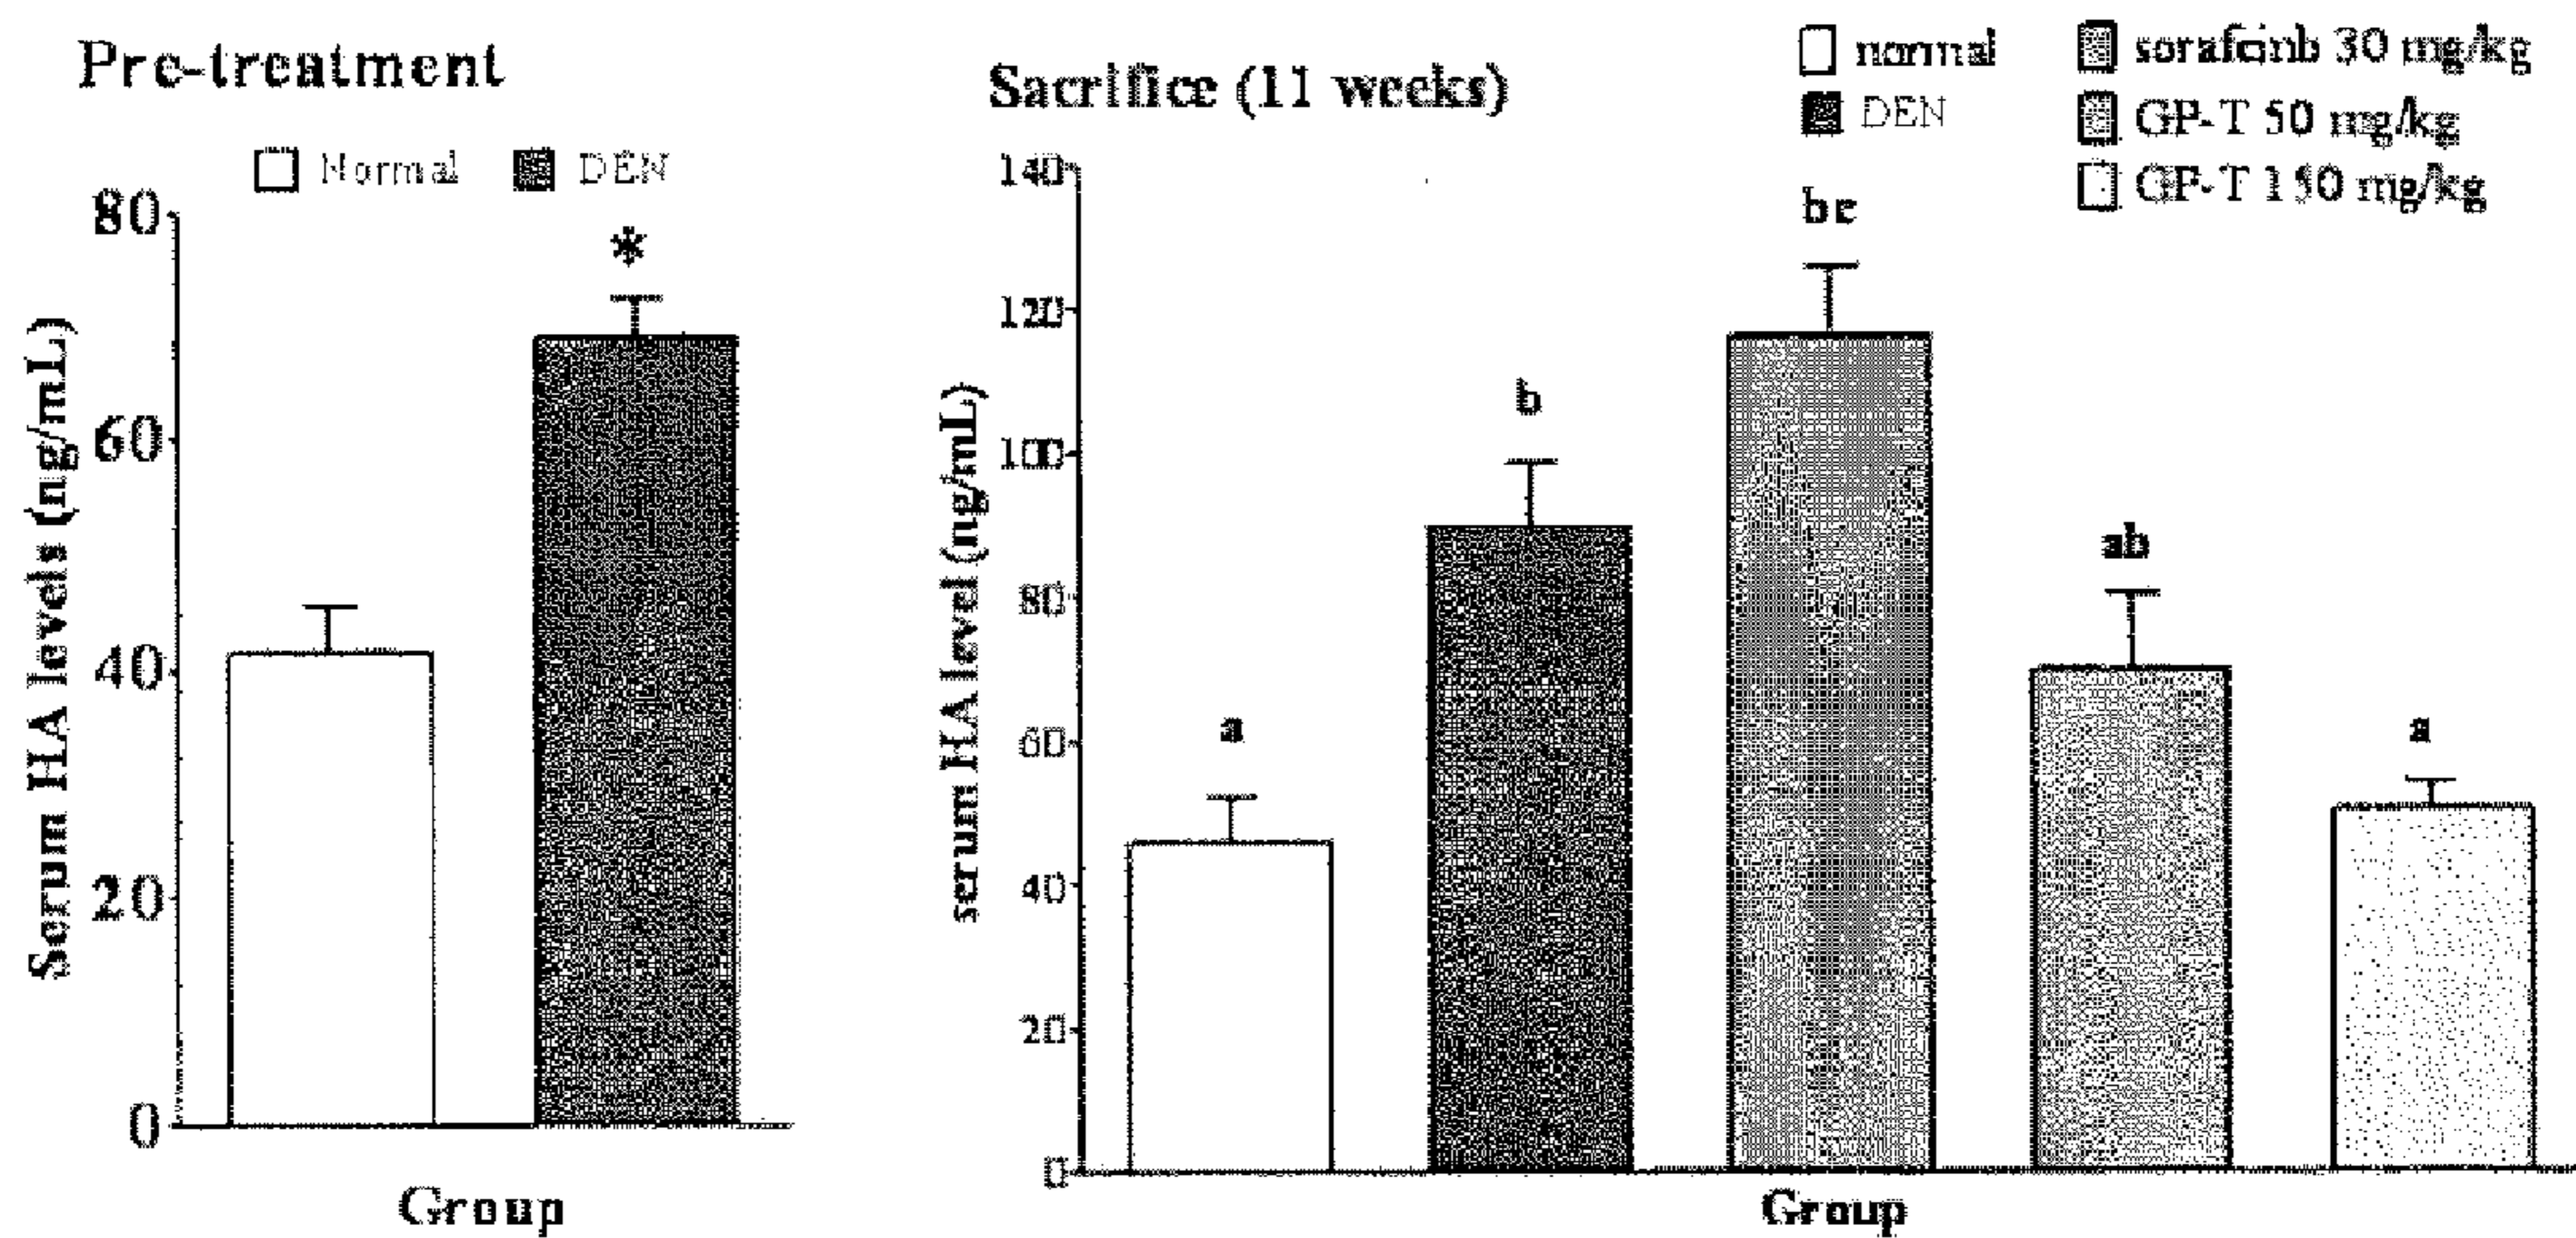 Pre-treatment
Normal
DEN
Serum HA levels (ng/mL)
80
60
40
20
0
*
Group
Sacrifice (11 weeks)
normal
DEN
sorafeinb 30 mg/kg
GP-T 50 mg/kg
GP-T 150 mg/kg
serum HA level (ng/mL)
140
120
100
80
60
40
20
0
a
b
bc
ab
a
Group